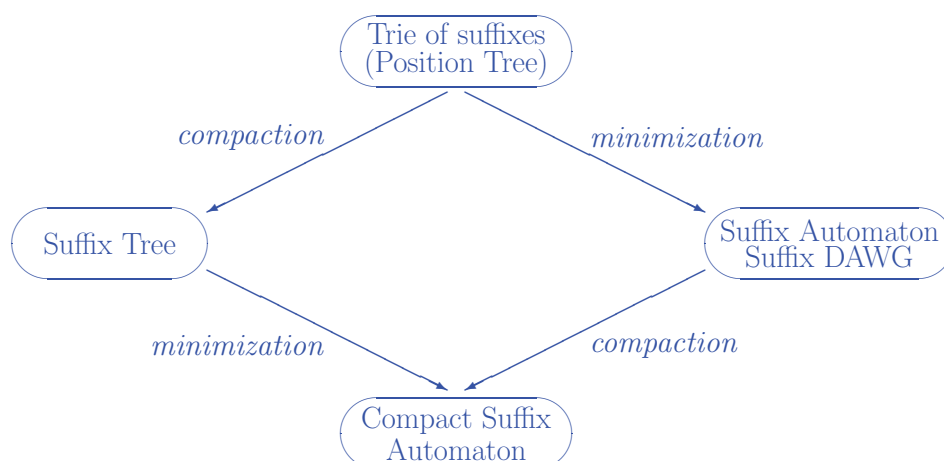 Trie of suffixes
(Position Tree)
compaction
minimization
Suffix Tree
Suffix Automaton
Suffix DAWG
minimization
compaction
Compact Suffix
Automaton